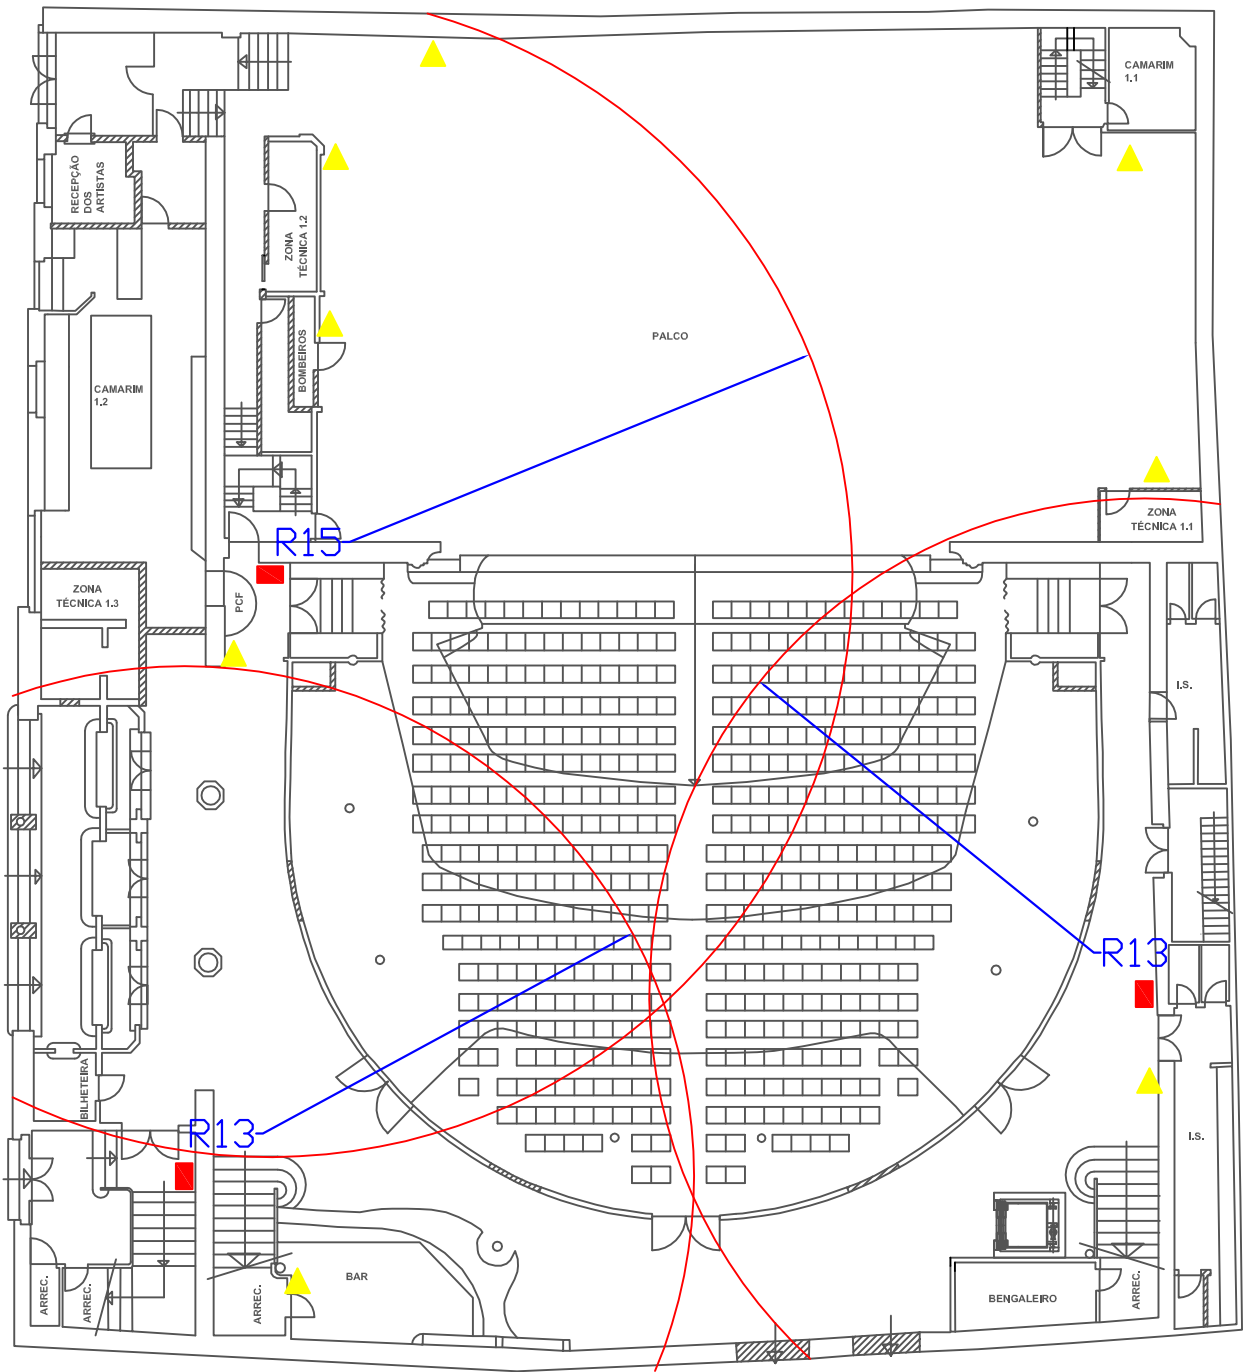 CAMARIM
1.1
RECEPÇÃO
DOS
ARTISTAS
ZONA
TÉCNICA 1.2
PALCO
BOMBEIROS
CAMARIM
1.2
ZONA
TÉCNICA 1.1
R15
ZONA
TÉCNICA 1.3
PCF
I.S.
R13
BILHETEIRA
R13
I.S.
BAR
ARREC.
ARREC.
ARREC.
BENGALEIRO
ARREC.